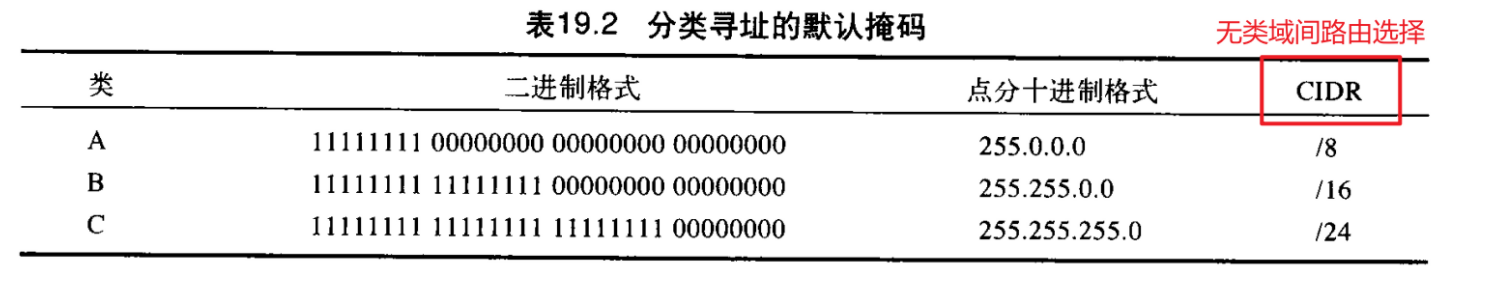 表19.2 分类寻址的默认掩码
无类域间路由选择
类 二进制格式 点分十进制格式 CIDR
A 11111111 00000000 00000000 00000000 255.0.0.0 /8
B 11111111 11111111 00000000 00000000 255.255.0.0 /16
C 11111111 11111111 11111111 00000000 255.255.255.0 /24